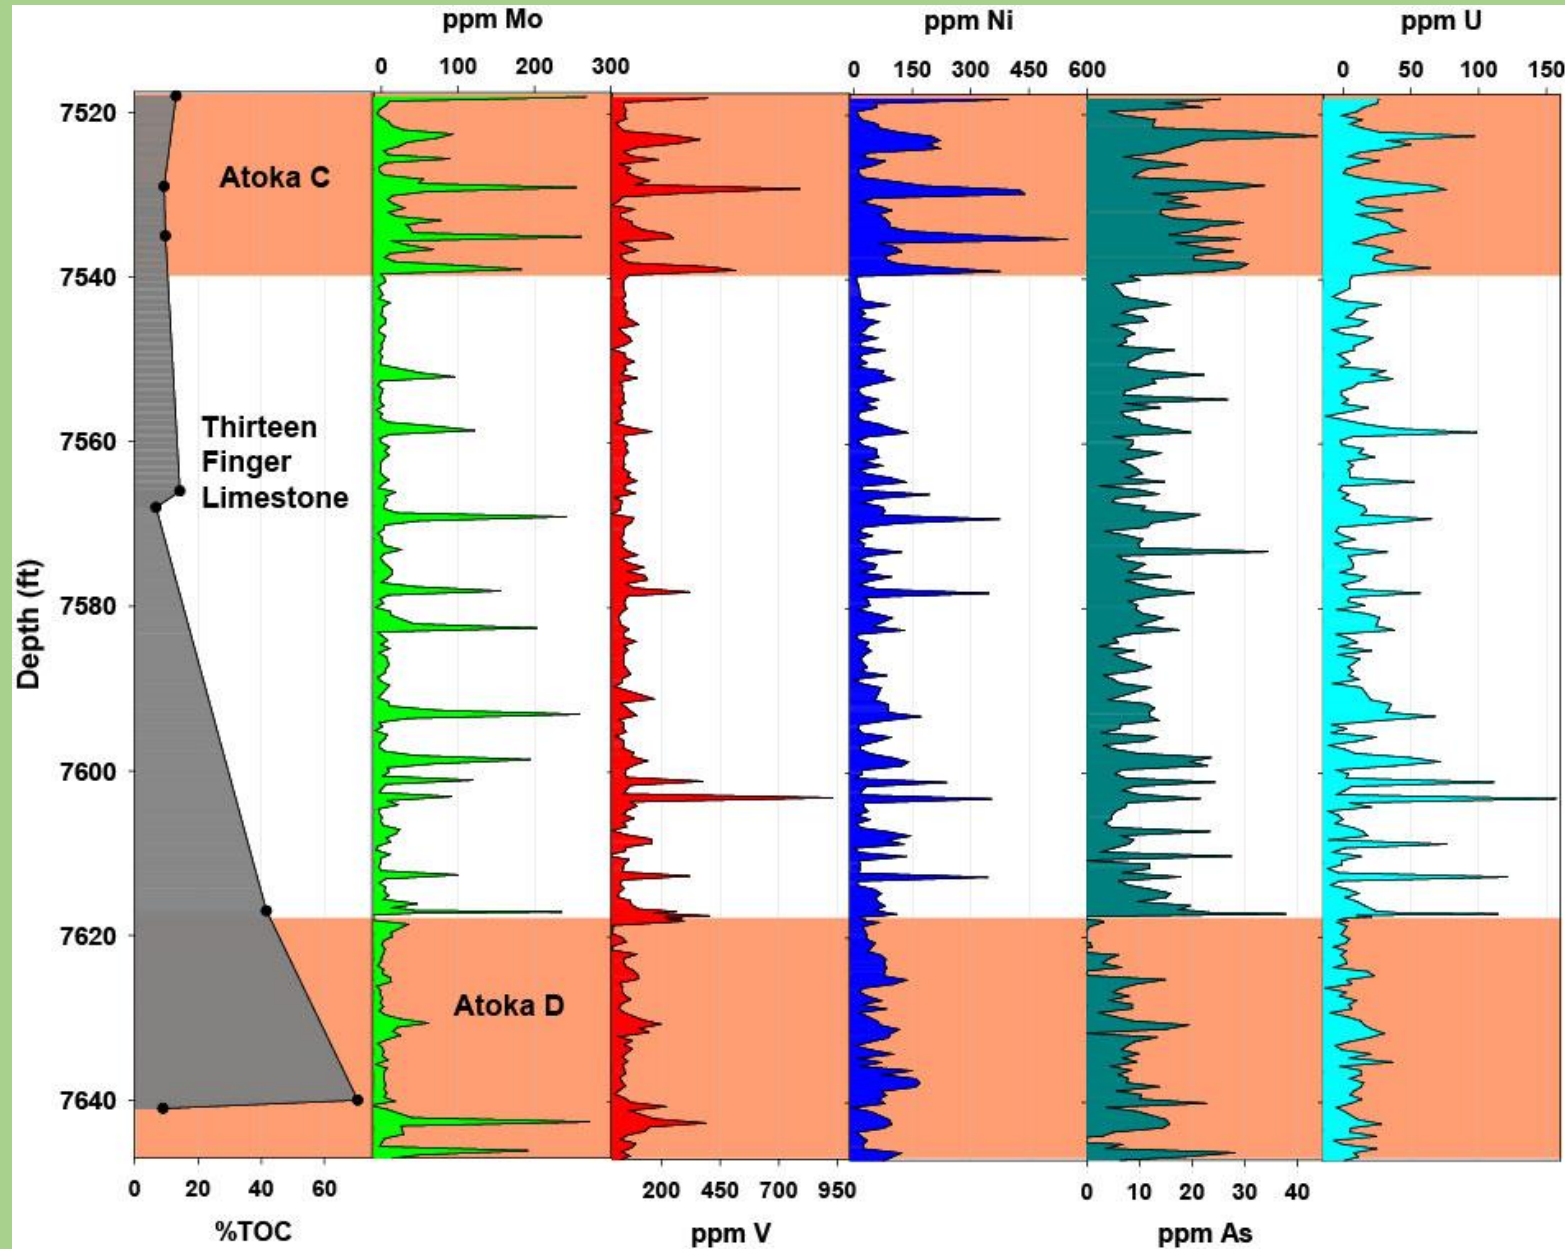 ppm Mo
ppm Ni
ppm U
0 100 200 300
0 150 300 450 600
0 50 100 150
7520
7540
7560
7580
7600
7620
7640
Depth (ft)
Atoka C
Thirteen
Finger
Limestone
Atoka D
0 20 40 60
200 450 700 950
0 10 20 30 40
%TOC
ppm V
ppm As